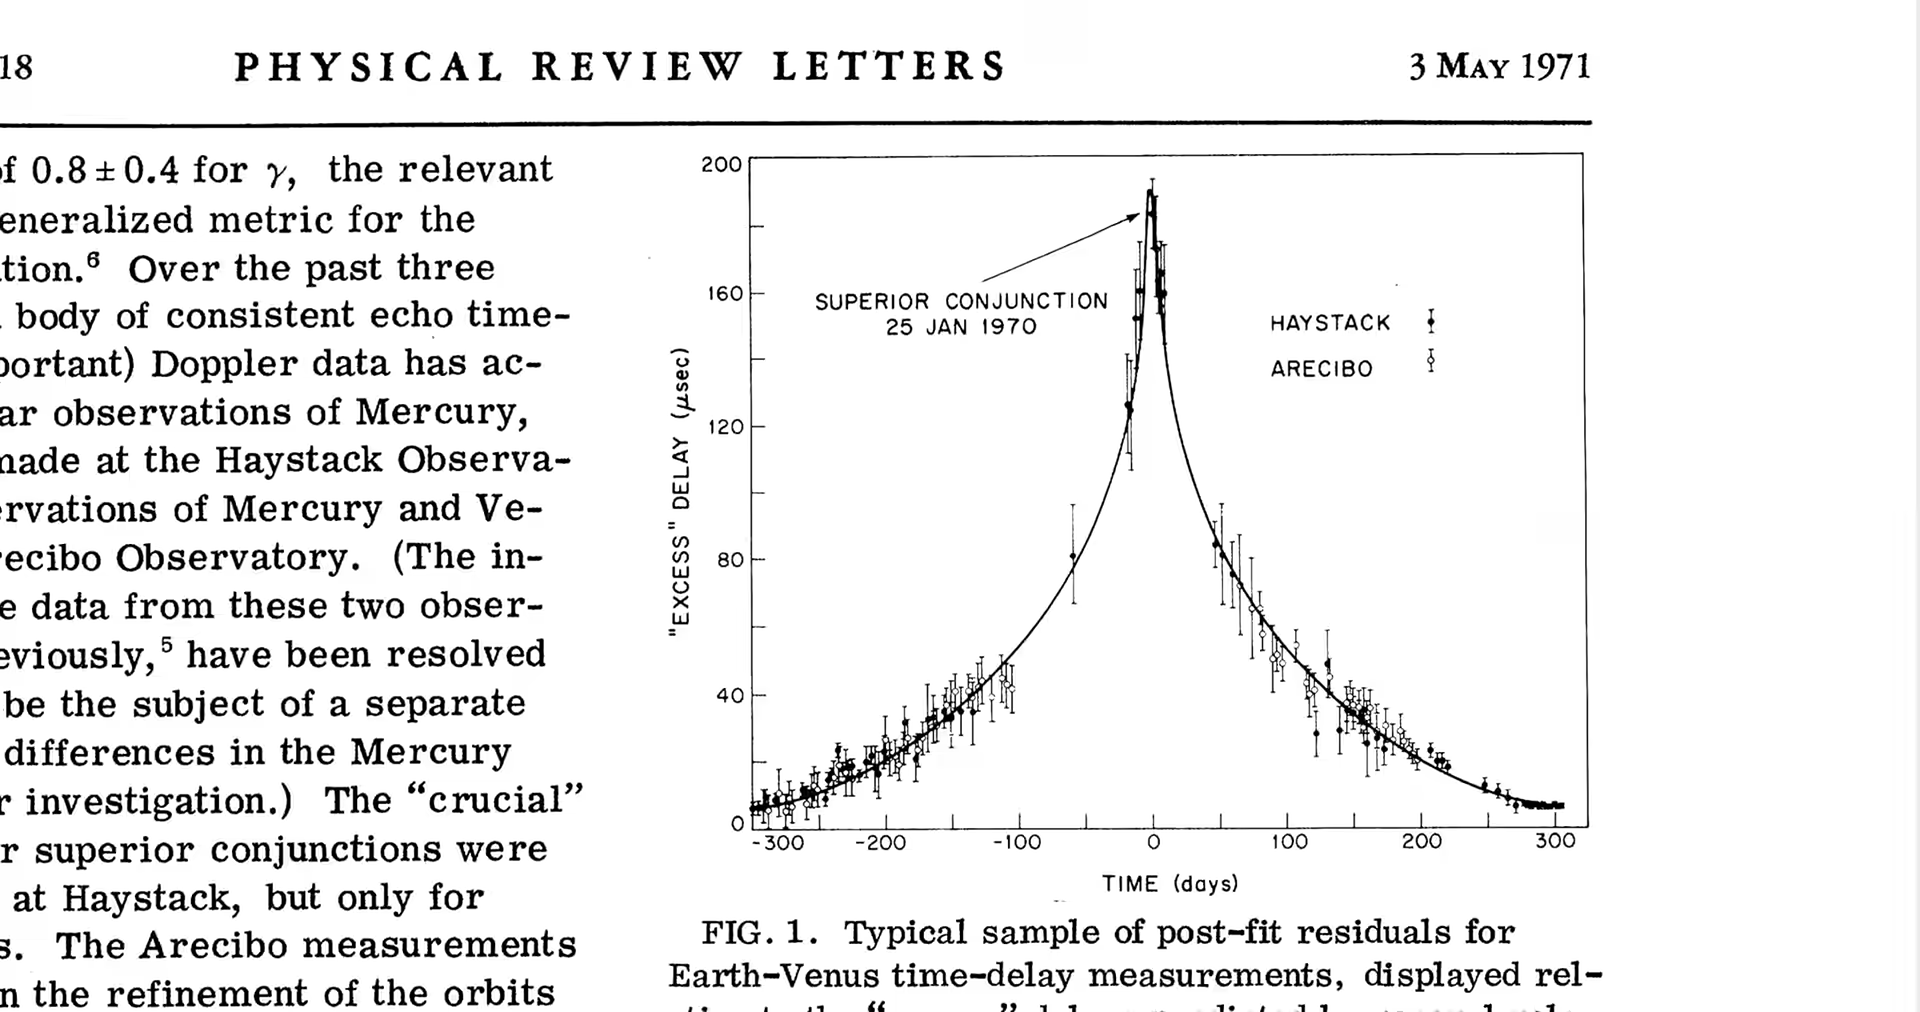 18 PHYSICAL REVIEW LETTERS 3 MAY 1971
of 0.8 ± 0.4 for γ, the relevant
eneralized metric for the
tion.⁶ Over the past three
body of consistent echo time-
portant) Doppler data has ac-
ar observations of Mercury,
made at the Haystack Observa-
ervations of Mercury and Ve-
recibo Observatory. (The in-
e data from these two obser-
eviously,⁵ have been resolved
be the subject of a separate
differences in the Mercury
r investigation.) The “crucial”
r superior conjunctions were
at Haystack, but only for
s. The Arecibo measurements
n the refinement of the orbits
200
160
120
80
40
0
"EXCESS" DELAY (μsec)
SUPERIOR CONJUNCTION
25 JAN 1970
HAYSTACK
ARECIBO
-300 -200 -100 0 100 200 300
TIME (days)
FIG. 1. Typical sample of post-fit residuals for
Earth-Venus time-delay measurements, displayed rel-